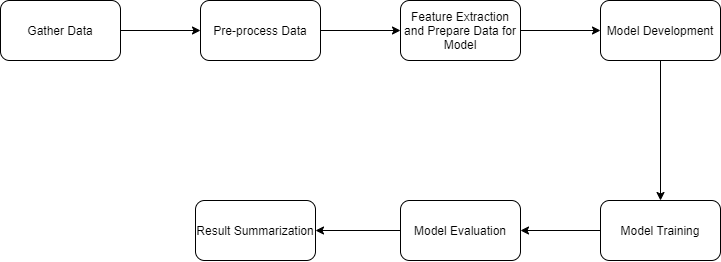 Gather Data
Pre-process Data
Feature Extraction
and Prepare Data for
Model
Model Development
Model Training
Model Evaluation
Result Summarization